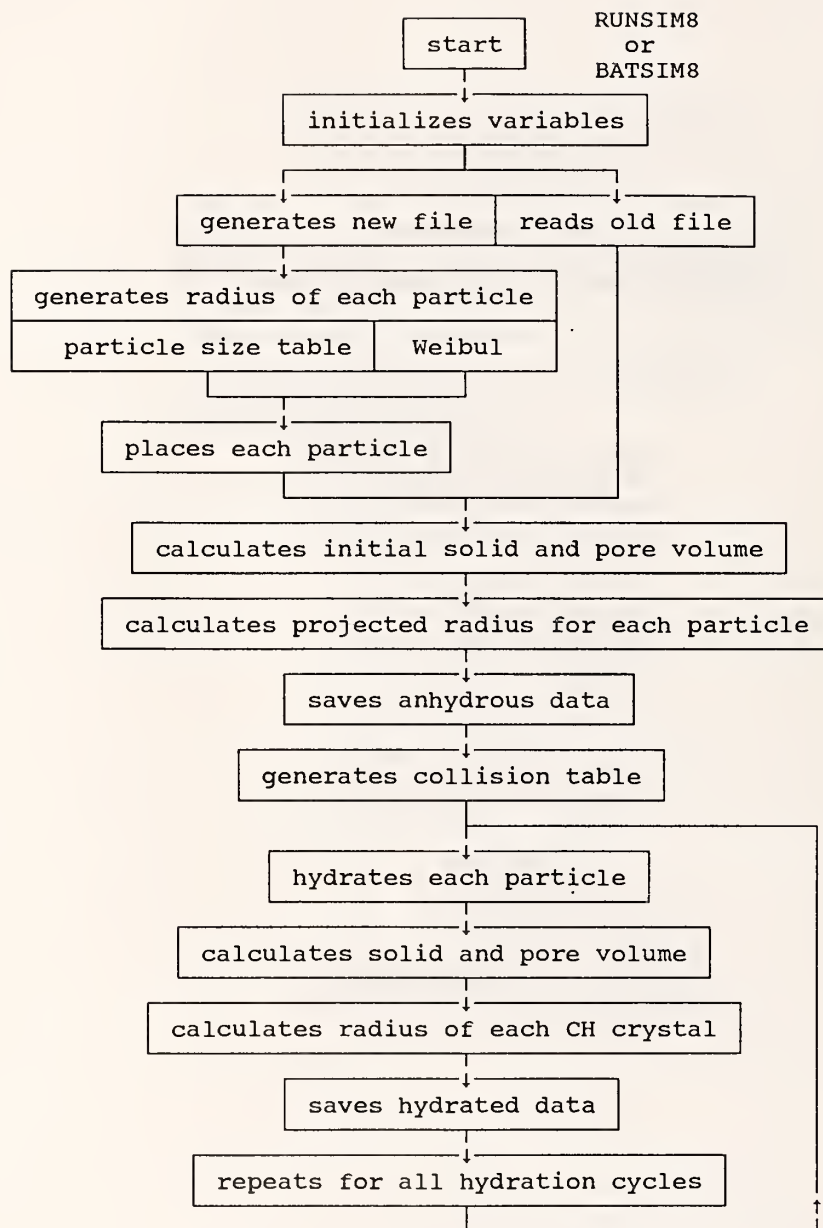 RUNSIM8
or
BATSIM8
start
initializes variables
generates new file
reads old file
generates radius of each particle
particle size table
Weibul
places each particle
calculates initial solid and pore volume
calculates projected radius for each particle
saves anhydrous data
generates collision table
hydrates each particle
calculates solid and pore volume
calculates radius of each CH crystal
saves hydrated data
repeats for all hydration cycles